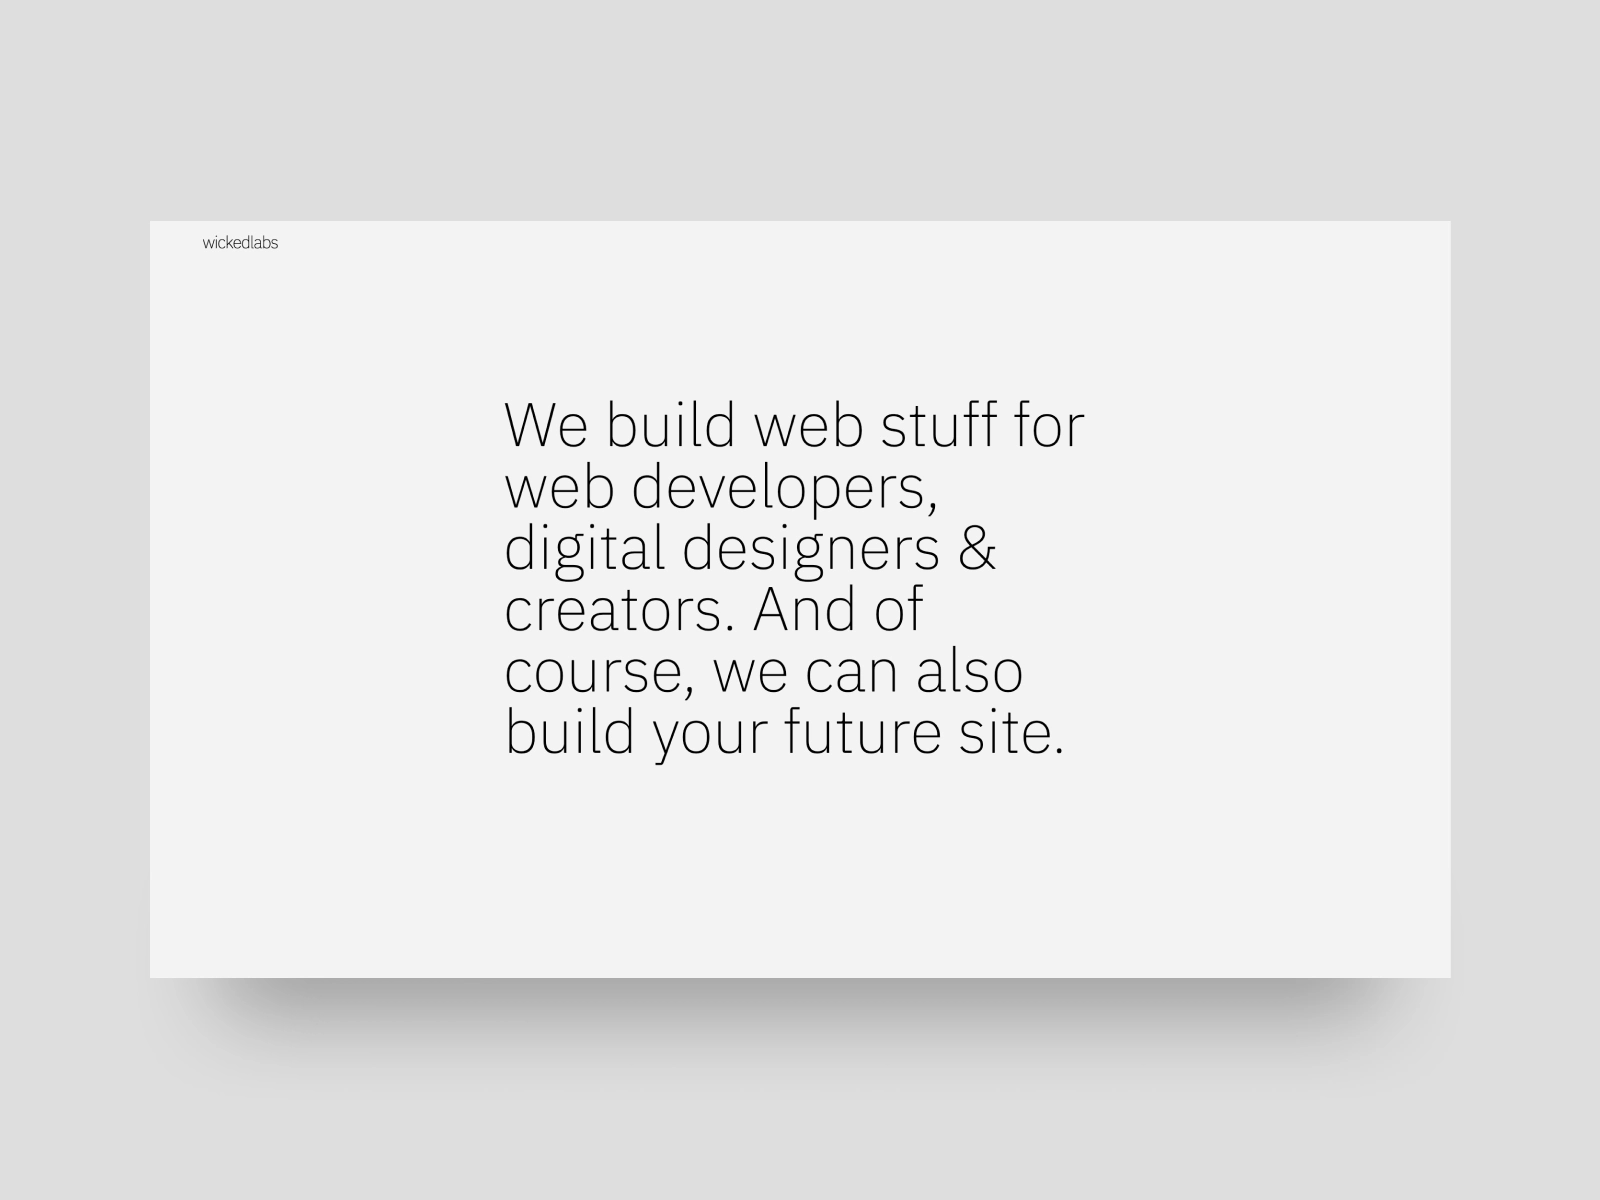 wickedlabs
We build web stuff for
web developers,
digital designers &
creators. And of
course, we can also
build your future site.